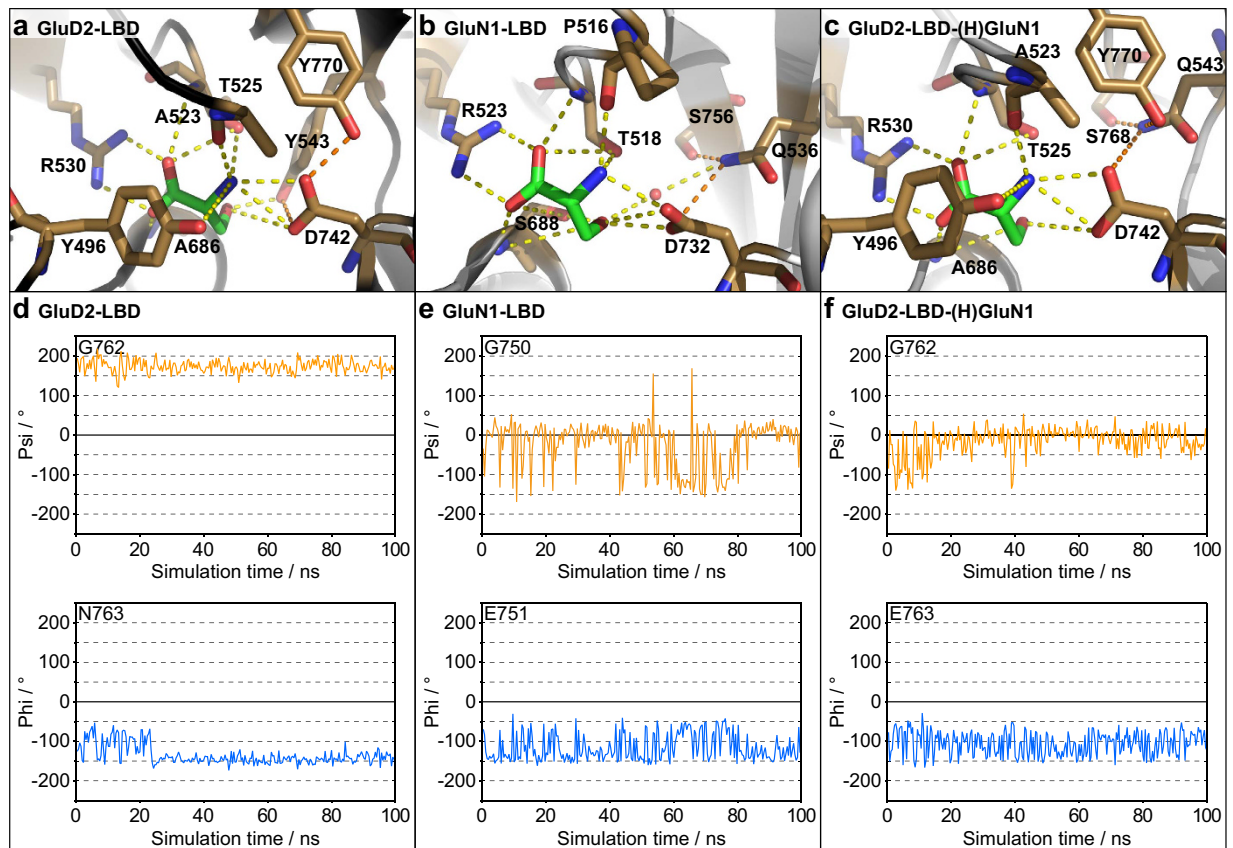 a GluD2-LBD
Y770
T525
A523
Y543
R530
Y496
A686
D742
b GluN1-LBD
P516
R523
T518
S756
Q536
S688
D732
c GluD2-LBD-(H)GluN1
A523
Y770
Q543
R530
S768
T525
Y496
A686
D742
d GluD2-LBD
G762
200
100
0
-100
-200
Psi / °
0 20 40 60 80 100
Simulation time / ns
N763
200
100
0
-100
-200
Phi / °
0 20 40 60 80 100
Simulation time / ns
e GluN1-LBD
G750
200
100
0
-100
-200
Psi / °
0 20 40 60 80 100
Simulation time / ns
E751
200
100
0
-100
-200
Phi / °
0 20 40 60 80 100
Simulation time / ns
f GluD2-LBD-(H)GluN1
G762
200
100
0
-100
-200
Psi / °
0 20 40 60 80 100
Simulation time / ns
E763
200
100
0
-100
-200
Phi / °
0 20 40 60 80 100
Simulation time / ns